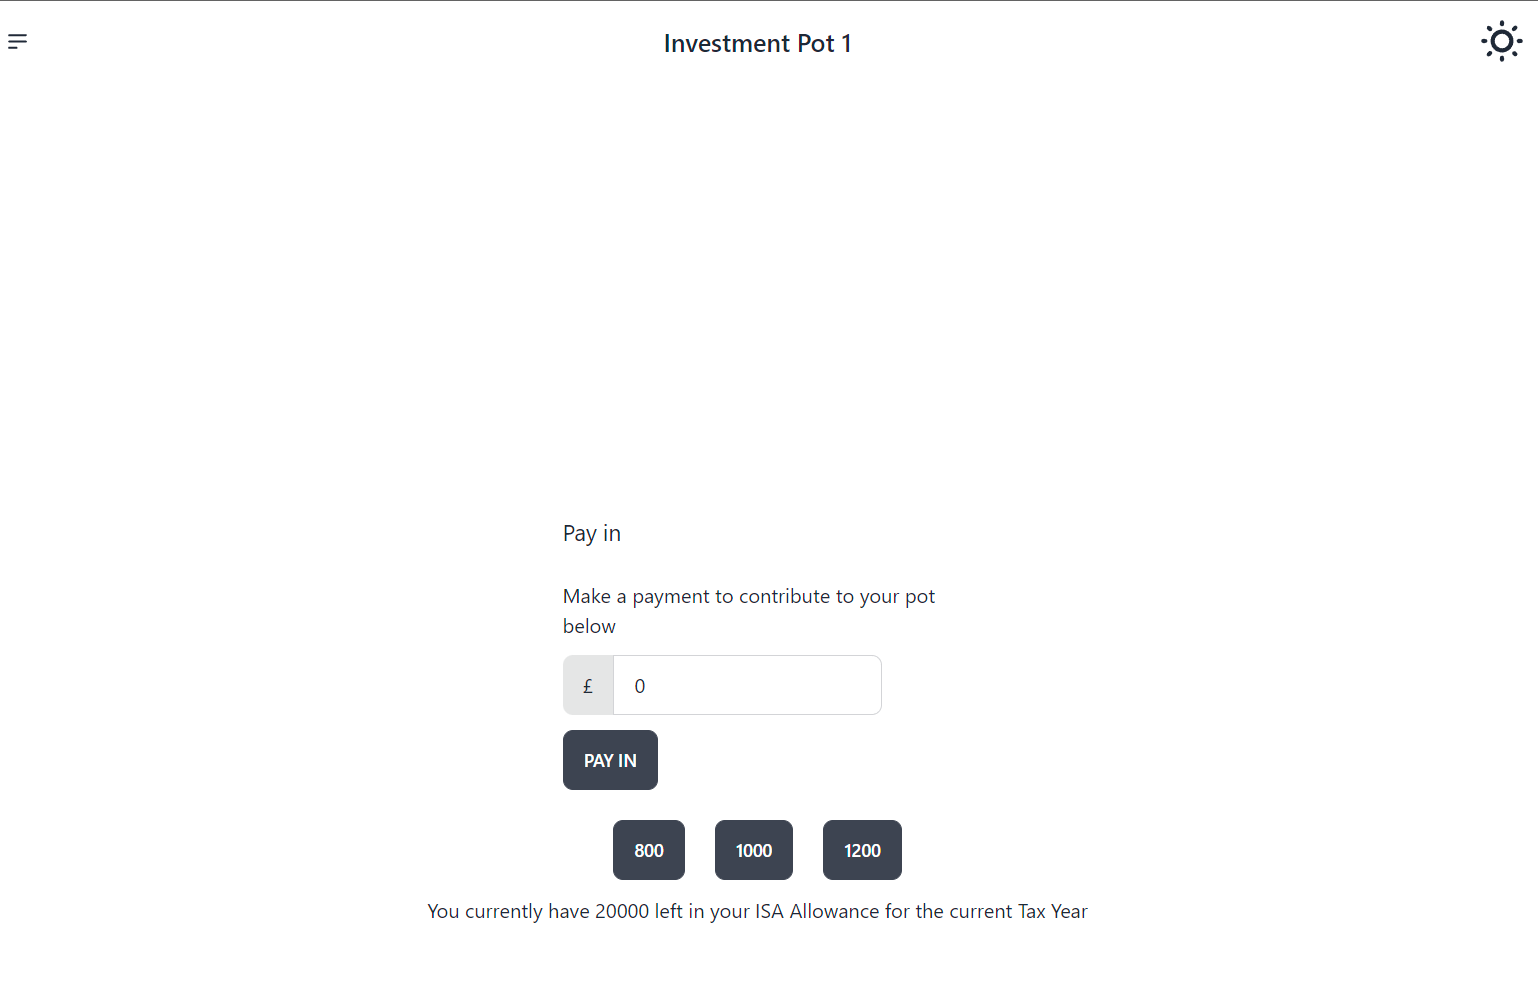 Investment Pot 1
Pay in
Make a payment to contribute to your pot
below
£ 0
PAY IN
800 1000 1200
You currently have 20000 left in your ISA Allowance for the current Tax Year